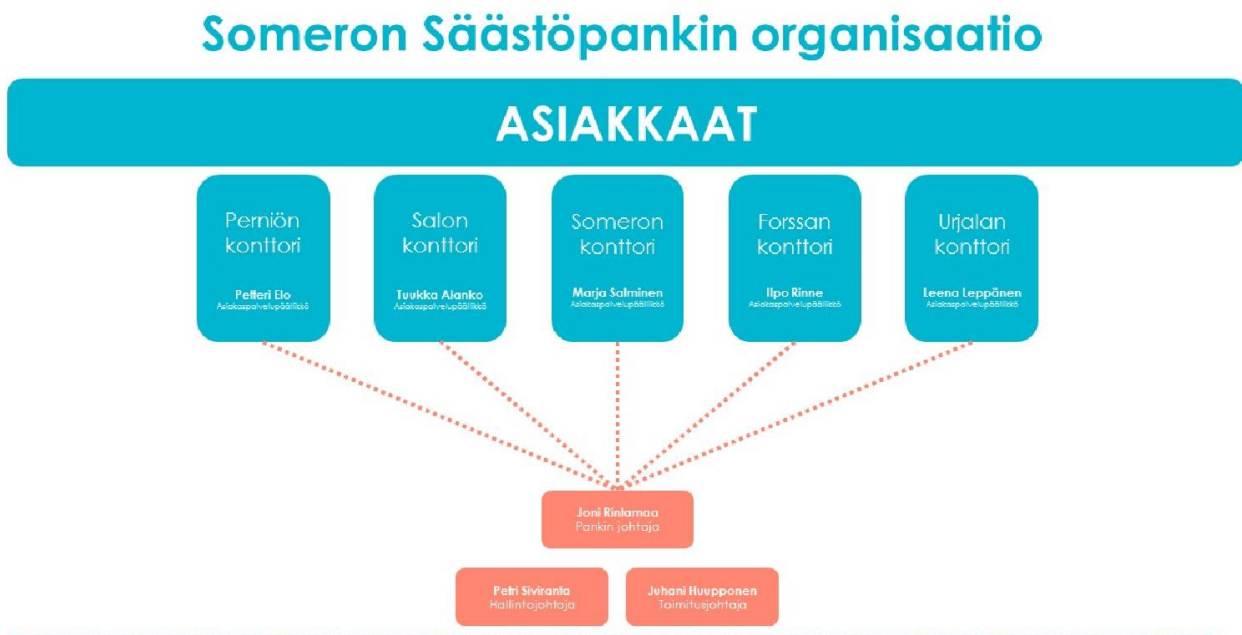 Someron Säästöpankin organisaatio
ASIAKKAAT
Perniön
konttori
Petteri Elo
Asiakaspalvelupäällikkö
Salon
konttori
Tuukka Alanko
Asiakaspalvelupäällikkö
Someron
konttori
Marja Salminen
Asiakaspalvelupäällikkö
Forssan
konttori
Ilpo Rinne
Asiakaspalvelupäällikkö
Urjalan
konttori
Leena Leppänen
Asiakaspalvelupäällikkö
Joni Rintamaa
Pankin johtaja
Petri Siviranta
Hallintojohtaja
Juhani Huupponen
Toimitusjohtaja